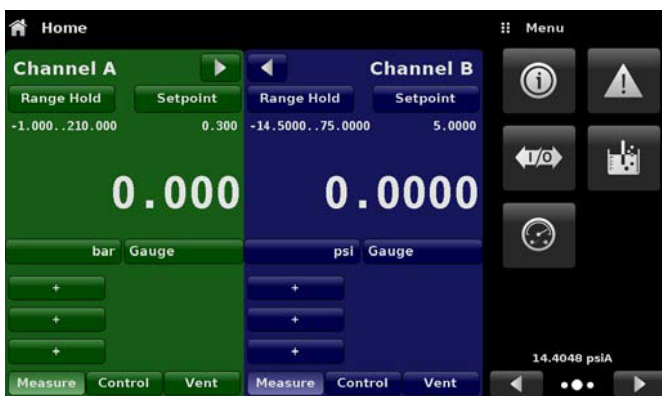 Home
Menu
Channel A
Channel B
Range Hold Setpoint
Range Hold Setpoint
-1.000..210.000 0.300
-14.5000..75.0000 5.0000
0.000
0.0000
bar Gauge
psi Gauge
I/O
+
+
+
+
+
+
14.4048 psiA
Measure Control Vent
Measure Control Vent